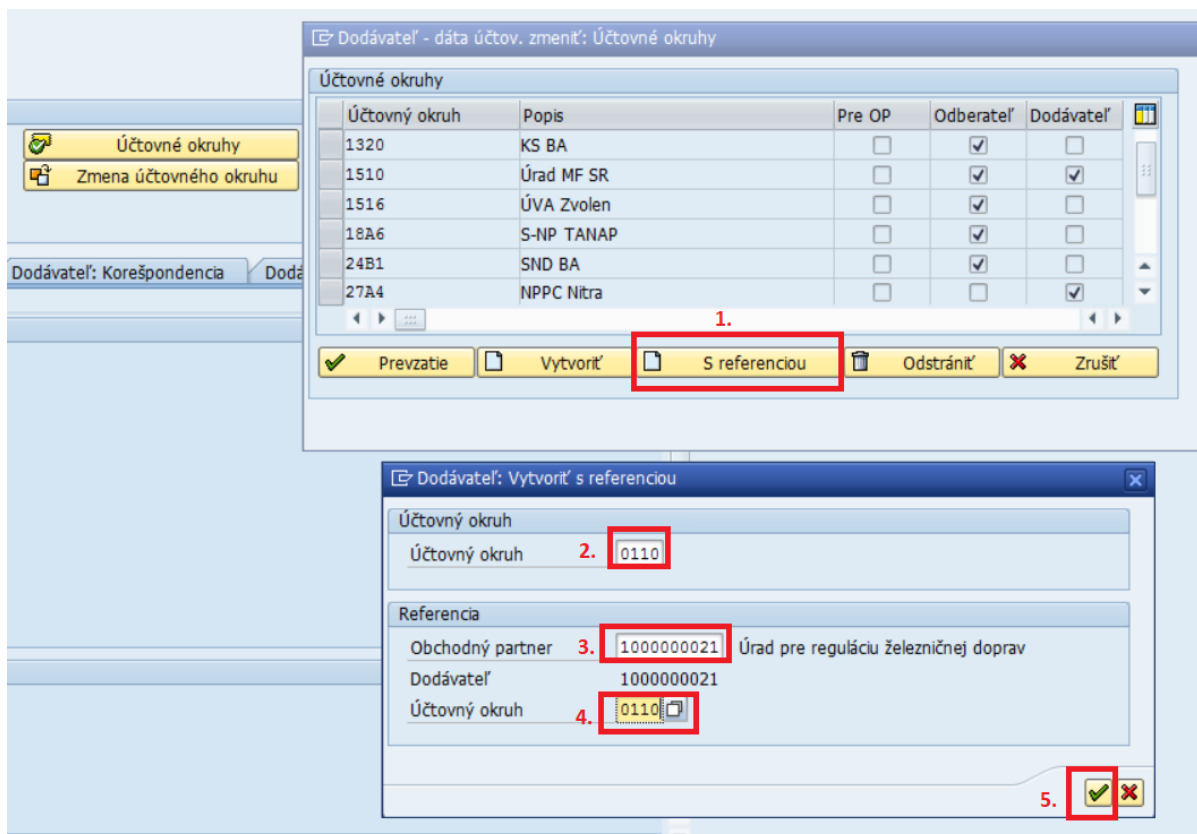 Dodávateľ - dáta účtov. zmeniť: Účtovné okruhy
Účtovné okruhy
Účtovný okruh Popis Pre OP Odberateľ Dodávateľ
1320 KS BA
1510 Úrad MF SR
1516 ÚVA Zvolen
18A6 S-NP TANAP
24B1 SND BA
27A4 NPPC Nitra
1.
Prevzatie Vytvoriť S referenciou Odstrániť Zrušiť
Účtovné okruhy
Zmena účtovného okruhu
Dodávateľ: Korešpondencia Dodá
Dodávateľ: Vytvoriť s referenciou
Účtovný okruh
Účtovný okruh 2. 0110
Referencia
Obchodný partner 3. 1000000021 Úrad pre reguláciu železničnej doprav
Dodávateľ 1000000021
Účtovný okruh 4. 0110
5.